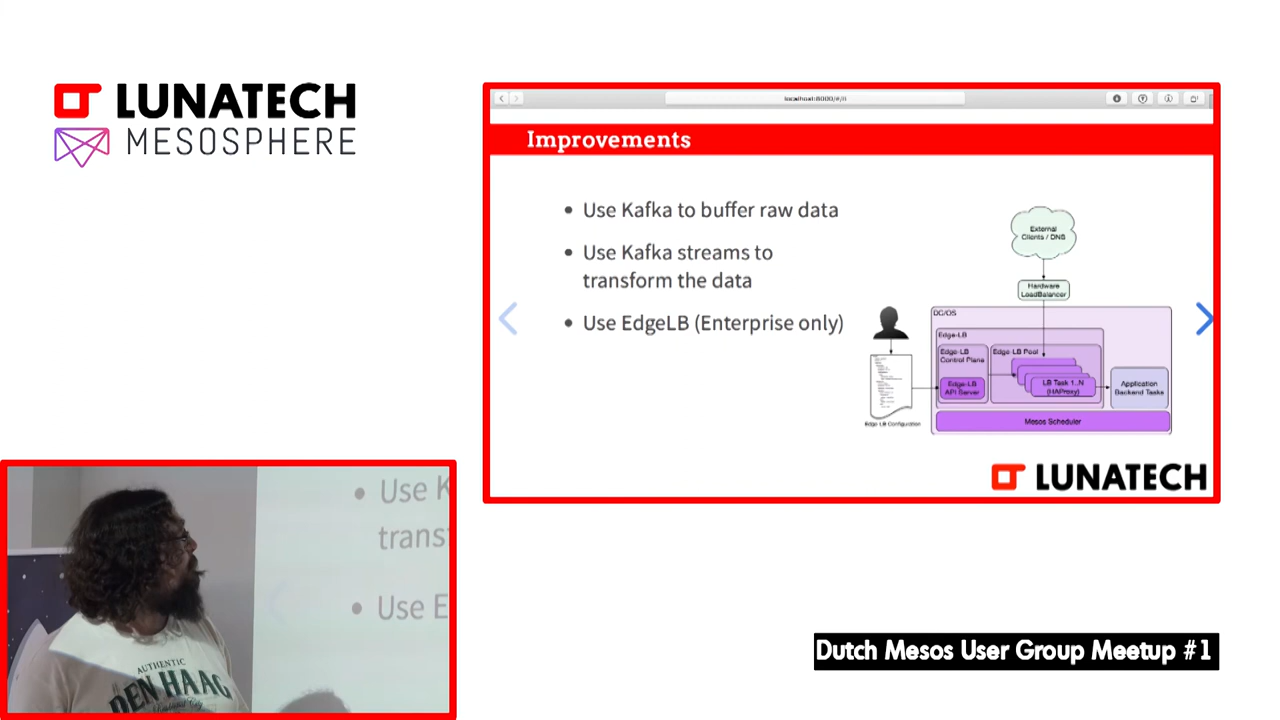 LUNATECH
MESOSPHERE
localhost:8000/#/
Improvements
Use Kafka to buffer raw data
Use Kafka streams to
transform the data
Use EdgeLB (Enterprise only)
External
Clients / DNS
Hardware
LoadBalancer
DC/OS
Edge-LB
Edge-LB
Control Plane
Edge-LB
API Server
Edge-LB Pool
LB Task 1..N
(HAProxy)
Application
Backend Tasks
Mesos Scheduler
Edge LB Configuration
LUNATECH
Use K
trans
Use E
AUTHENTIC
DEN HAAG
Dutch Mesos User Group Meetup #1